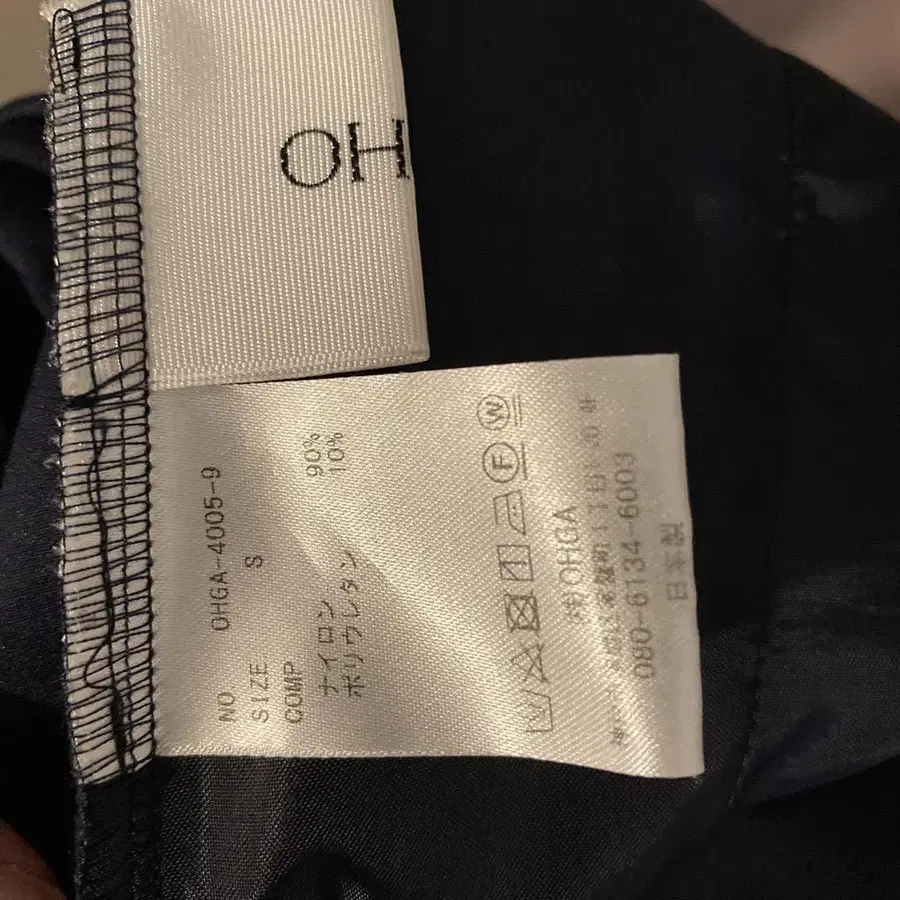 OH
NO OHGA-4005-9
SIZE S
COMP
ナイロン 90%
ポリウレタン 10%
W
F
㈱OHGA
080-6134-6003
日本製